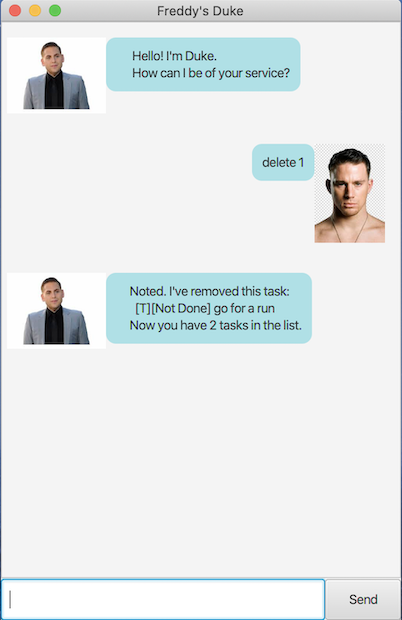 Freddy's Duke
Hello! I'm Duke.
How can I be of your service?
delete 1
Noted. I've removed this task:
[T][Not Done] go for a run
Now you have 2 tasks in the list.
Send